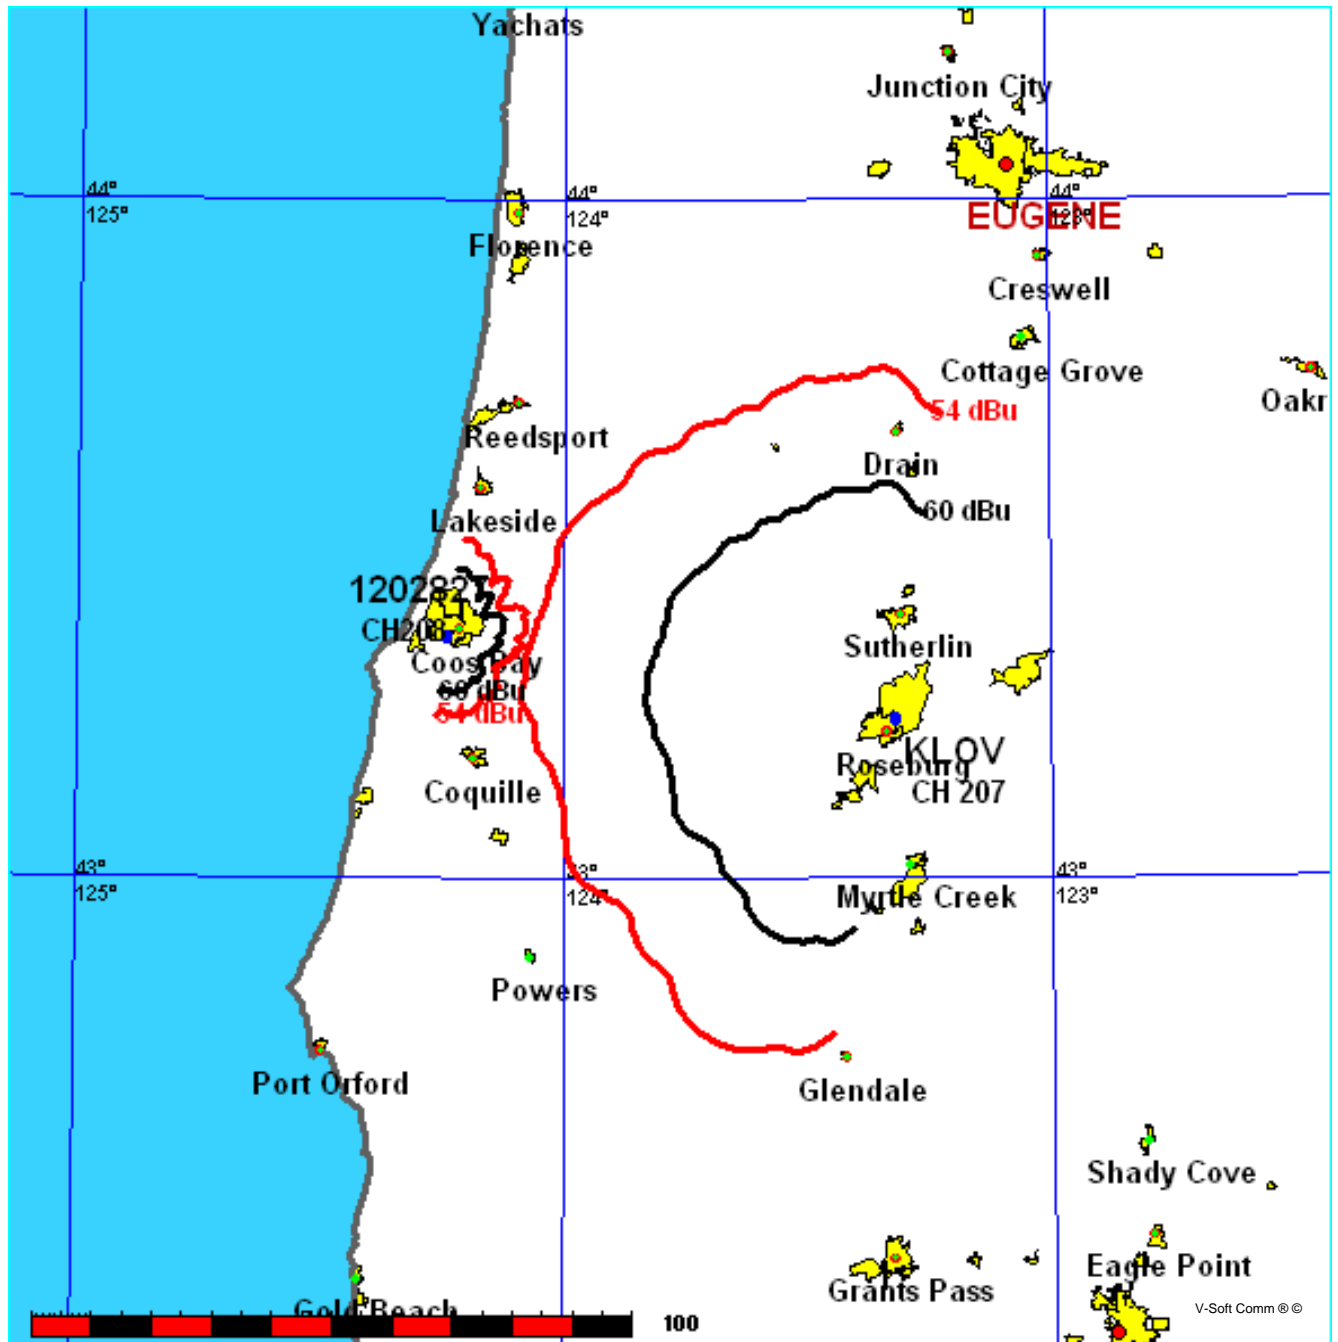 Yachats
Junction City
44°
125°
44°
124°
44°
123°
EUGENE
Florence
Creswell
Cottage Grove
Oakr
54 dBu
Reedsport
Drain
Lakeside
60 dBu
120282
CH208
Sutherlin
Coos Bay
60 dBu
54 dBu
KLOV
Roseburg
CH 207
Coquille
43°
125°
43°
124°
43°
123°
Myrtle Creek
Powers
Port Orford
Glendale
Shady Cove
Eagle Point
Grants Pass
Gold Beach
100
V-Soft Comm ® ©